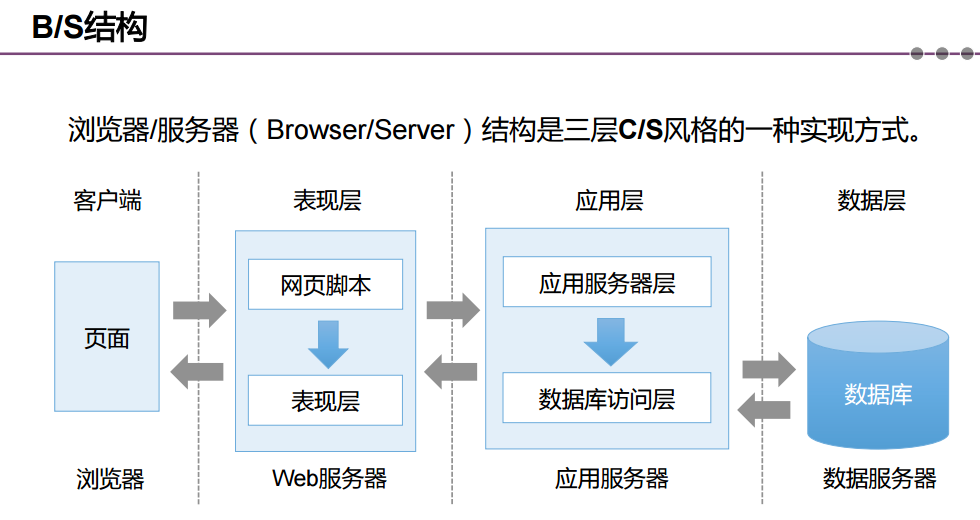 B/S结构
浏览器/服务器（Browser/Server）结构是三层C/S风格的一种实现方式。
客户端
表现层
应用层
数据层
页面
网页脚本
表现层
应用服务器层
数据库访问层
数据库
浏览器
Web服务器
应用服务器
数据服务器